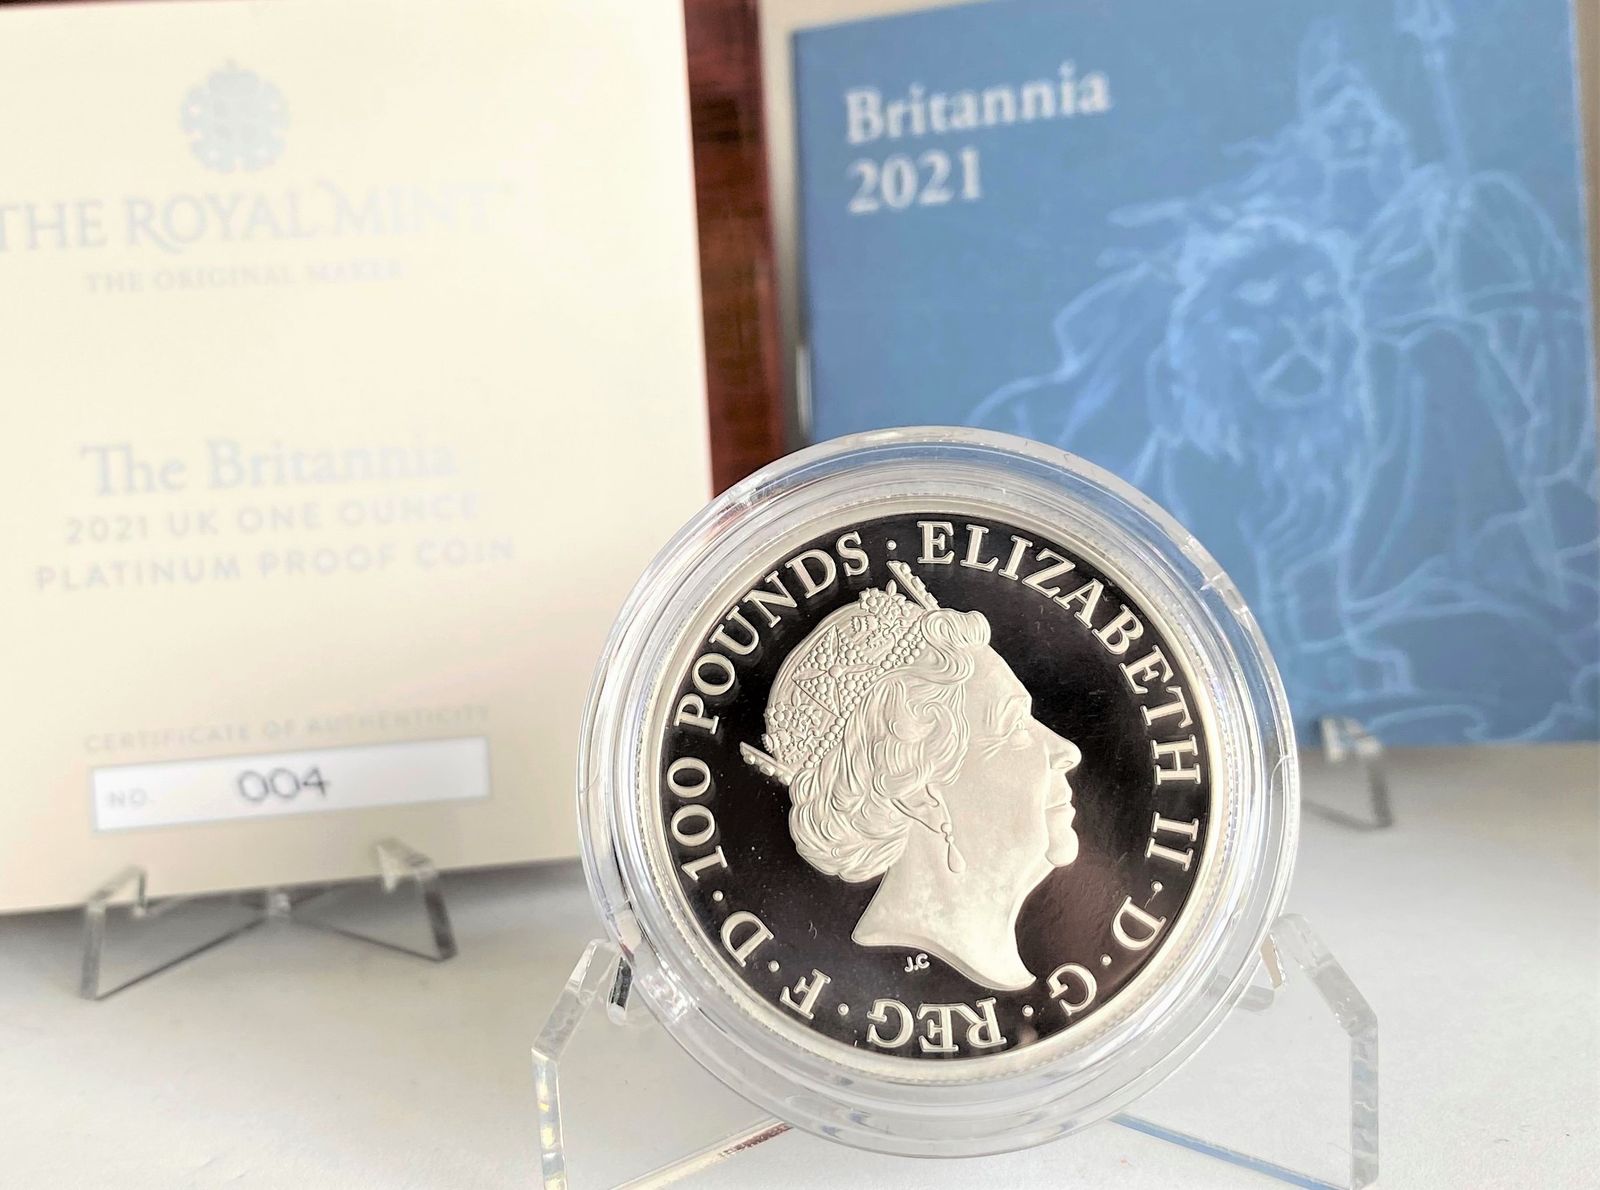 THE ROYAL MINT
THE ORIGINAL MAKER
The Britannia
2021 UK ONE OUNCE
PLATINUM PROOF COIN
CERTIFICATE OF AUTHENTICITY
NO. 004
Britannia
2021
ELIZABETH II · D · G · REG · F · D · 100 POUNDS ·
J.C